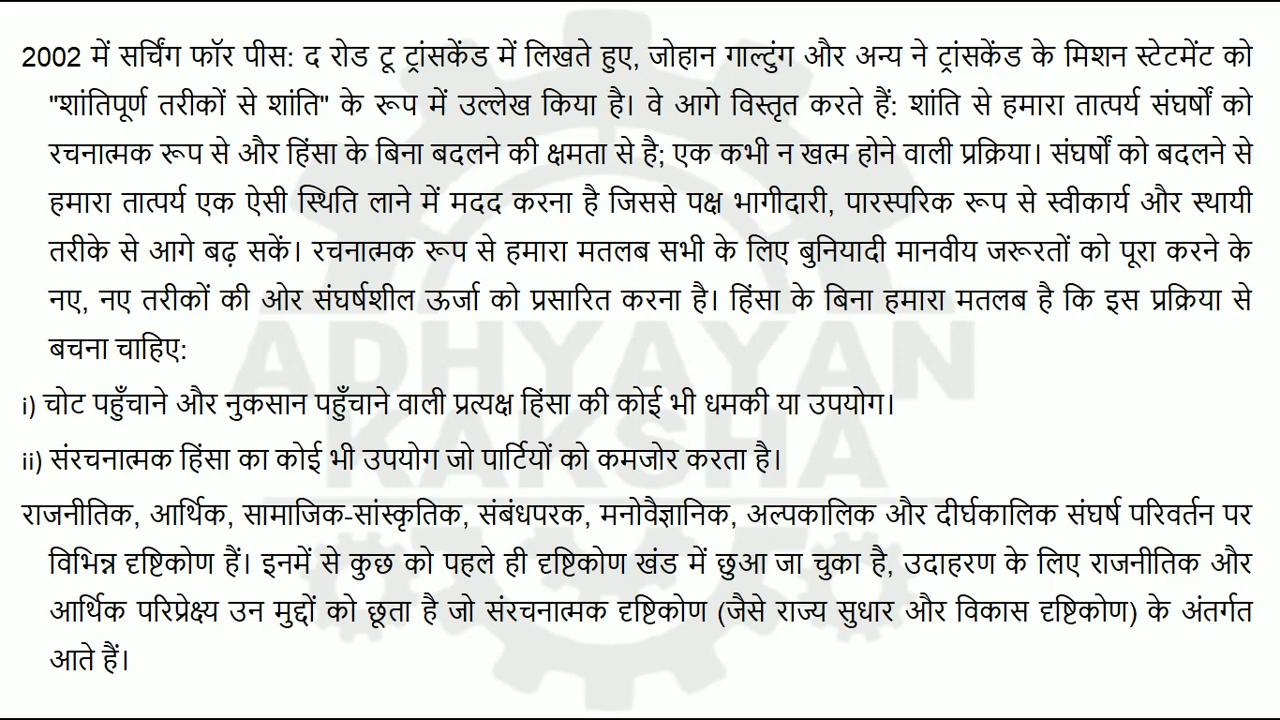 2002 में सर्चिंग फॉर पीस: द रोड टू ट्रांसकेंड में लिखते हुए, जोहान गाल्टुंग और अन्य ने ट्रांसकेंड के मिशन स्टेटमेंट को
"शांतिपूर्ण तरीकों से शांति" के रूप में उल्लेख किया है। वे आगे विस्तृत करते हैं: शांति से हमारा तात्पर्य संघर्षों को
रचनात्मक रूप से और हिंसा के बिना बदलने की क्षमता से है; एक कभी न खत्म होने वाली प्रक्रिया। संघर्षों को बदलने से
हमारा तात्पर्य एक ऐसी स्थिति लाने में मदद करना है जिससे पक्ष भागीदारी, पारस्परिक रूप से स्वीकार्य और स्थायी
तरीके से आगे बढ़ सकें। रचनात्मक रूप से हमारा मतलब सभी के लिए बुनियादी मानवीय जरूरतों को पूरा करने के
नए, नए तरीकों की ओर संघर्षशील ऊर्जा को प्रसारित करना है। हिंसा के बिना हमारा मतलब है कि इस प्रक्रिया से
बचना चाहिए:
i) चोट पहुँचाने और नुकसान पहुँचाने वाली प्रत्यक्ष हिंसा की कोई भी धमकी या उपयोग।
ii) संरचनात्मक हिंसा का कोई भी उपयोग जो पार्टियों को कमजोर करता है।
राजनीतिक, आर्थिक, सामाजिक-सांस्कृतिक, संबंधपरक, मनोवैज्ञानिक, अल्पकालिक और दीर्घकालिक संघर्ष परिवर्तन पर
विभिन्न दृष्टिकोण हैं। इनमें से कुछ को पहले ही दृष्टिकोण खंड में छुआ जा चुका है, उदाहरण के लिए राजनीतिक और
आर्थिक परिप्रेक्ष्य उन मुद्दों को छूता है जो संरचनात्मक दृष्टिकोण (जैसे राज्य सुधार और विकास दृष्टिकोण) के अंतर्गत
आते हैं।
ADHYAYAN
KAKSHA